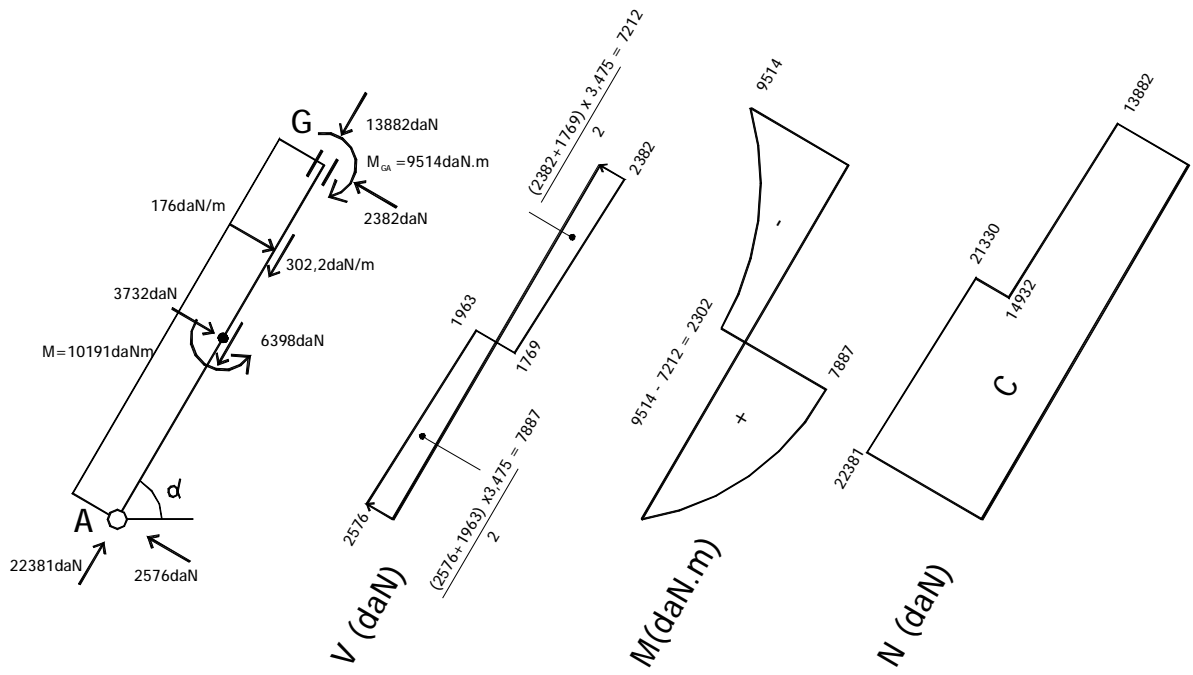 G
13882daN
M_GA =9514daN.m
2382daN
176daN/m
302,2daN/m
3732daN
6398daN
M=10191daNm
A
α
22381daN
2576daN
(2382+1769) x 3,475 = 7212
2
2382
1963
1769
2576
(2576+1963) x3,475 = 7887
2
V (daN)
9514
-
9514 - 7212 = 2302
7887
+
M(daN.m)
13882
21330
14932
C
22381
N (daN)